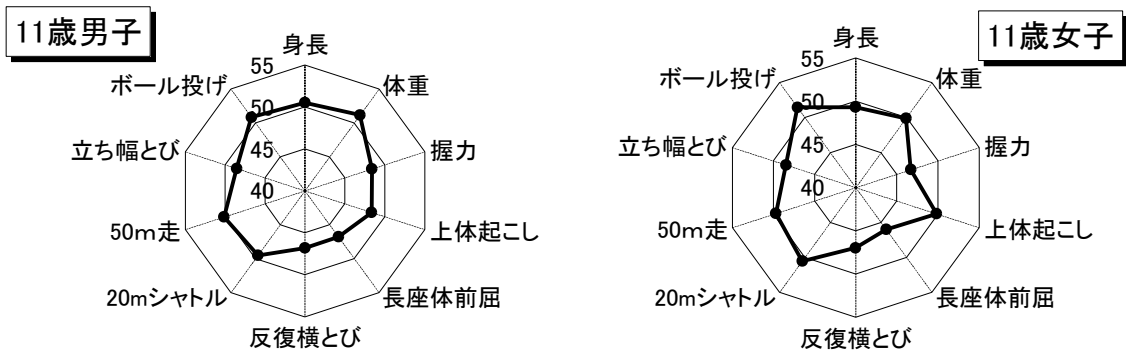 11歳男子
身長
体重
握力
上体起こし
長座体前屈
反復横とび
20mシャトル
50m走
立ち幅とび
ボール投げ
55
50
45
40
11歳女子
身長
体重
握力
上体起こし
長座体前屈
反復横とび
20mシャトル
50m走
立ち幅とび
ボール投げ
55
50
45
40